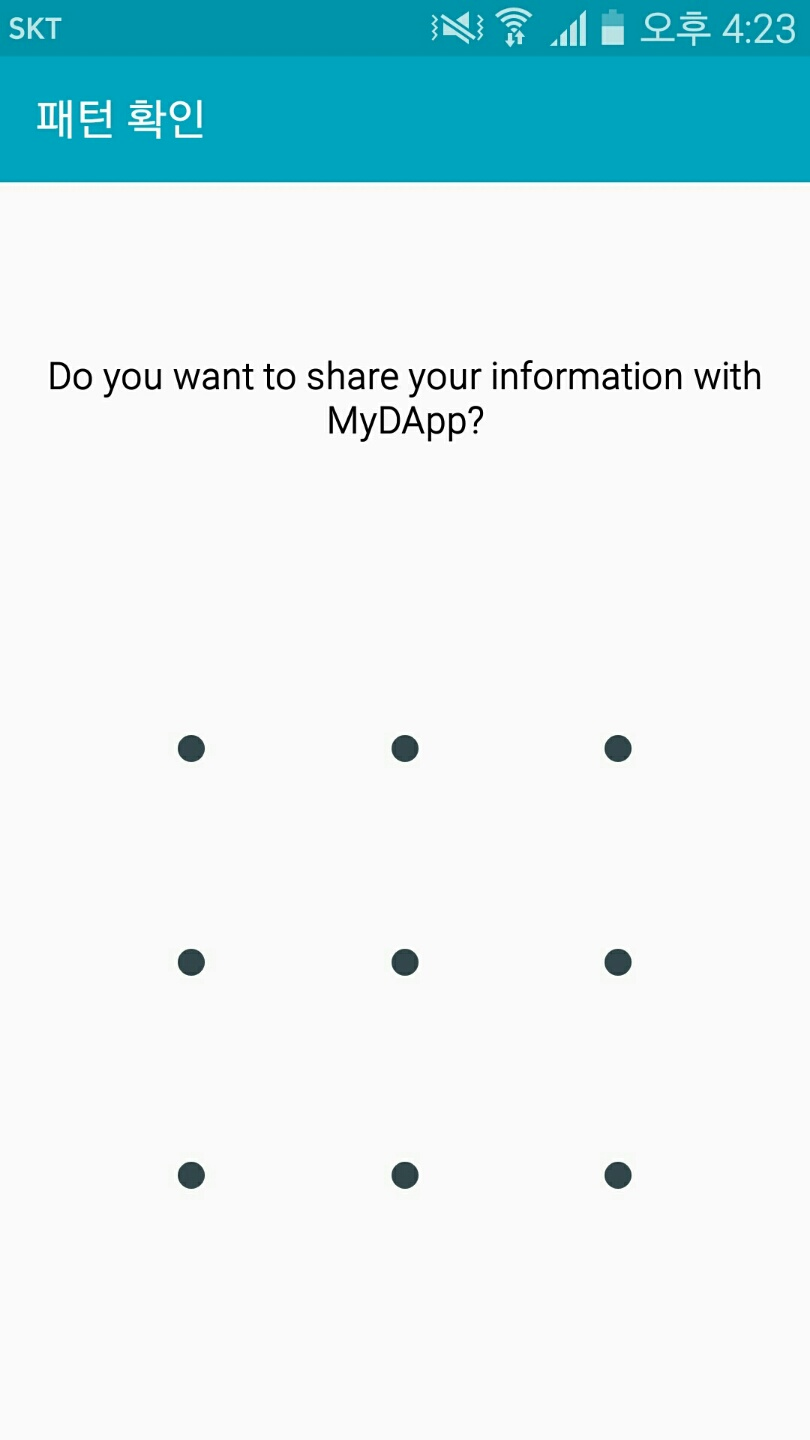 SKT 오후 4:23
패턴 확인
Do you want to share your information with
MyDApp?